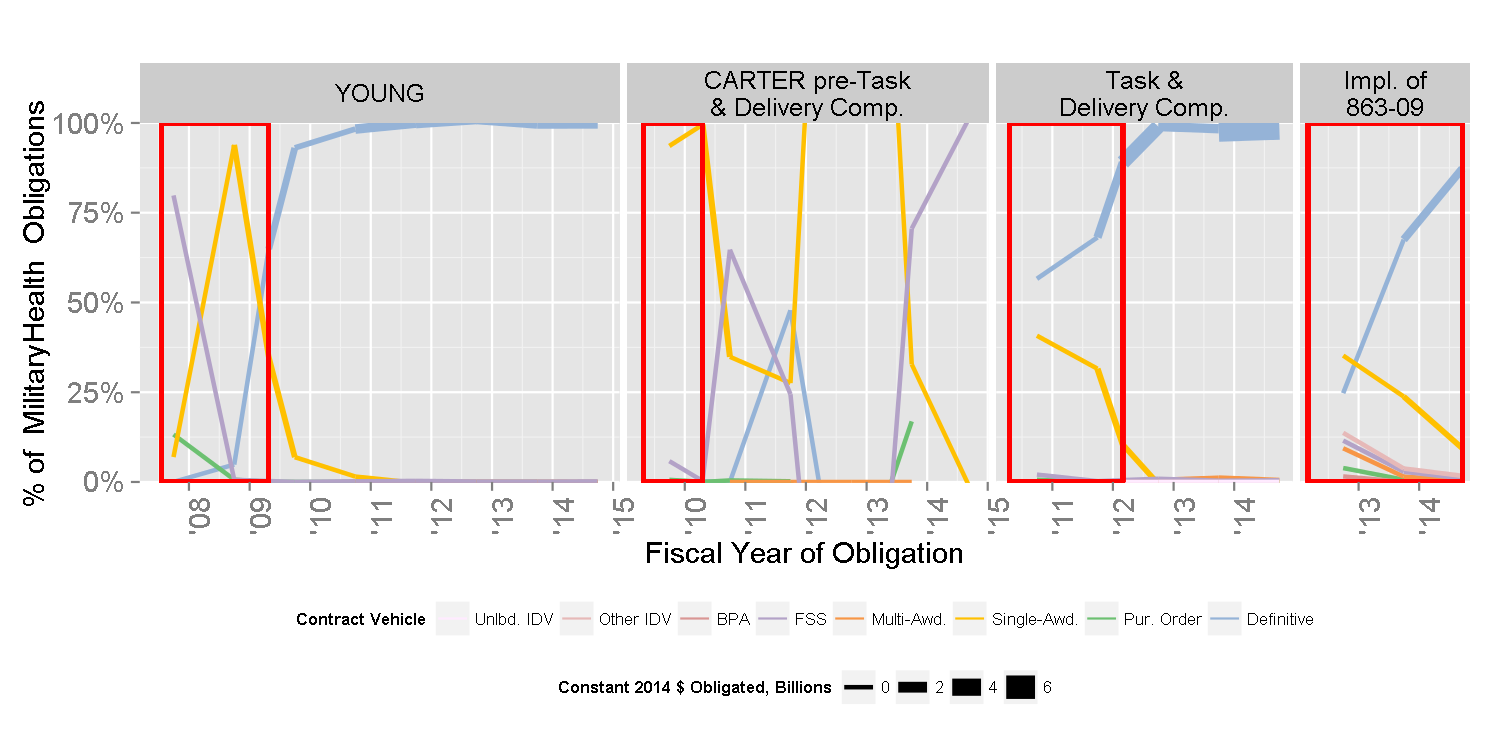 YOUNG
CARTER pre-Task
& Delivery Comp.
Task &
Delivery Comp.
Impl. of
863-09
% of MilitaryHealth Obligations
100%
75%
50%
25%
0%
'08 '09 '10 '11 '12 '13 '14 '15
'10 '11 '12 '13 '14 '15
'11 '12 '13 '14
'13 '14
Fiscal Year of Obligation
Contract Vehicle Unlbd. IDV Other IDV BPA FSS Multi-Awd. Single-Awd. Pur. Order Definitive
Constant 2014 $ Obligated, Billions 0 2 4 6